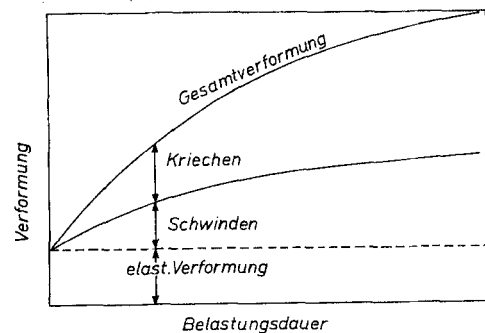 Gesamtverformung
Kriechen
Schwinden
elast.Verformung
Verformung
Belastungsdauer